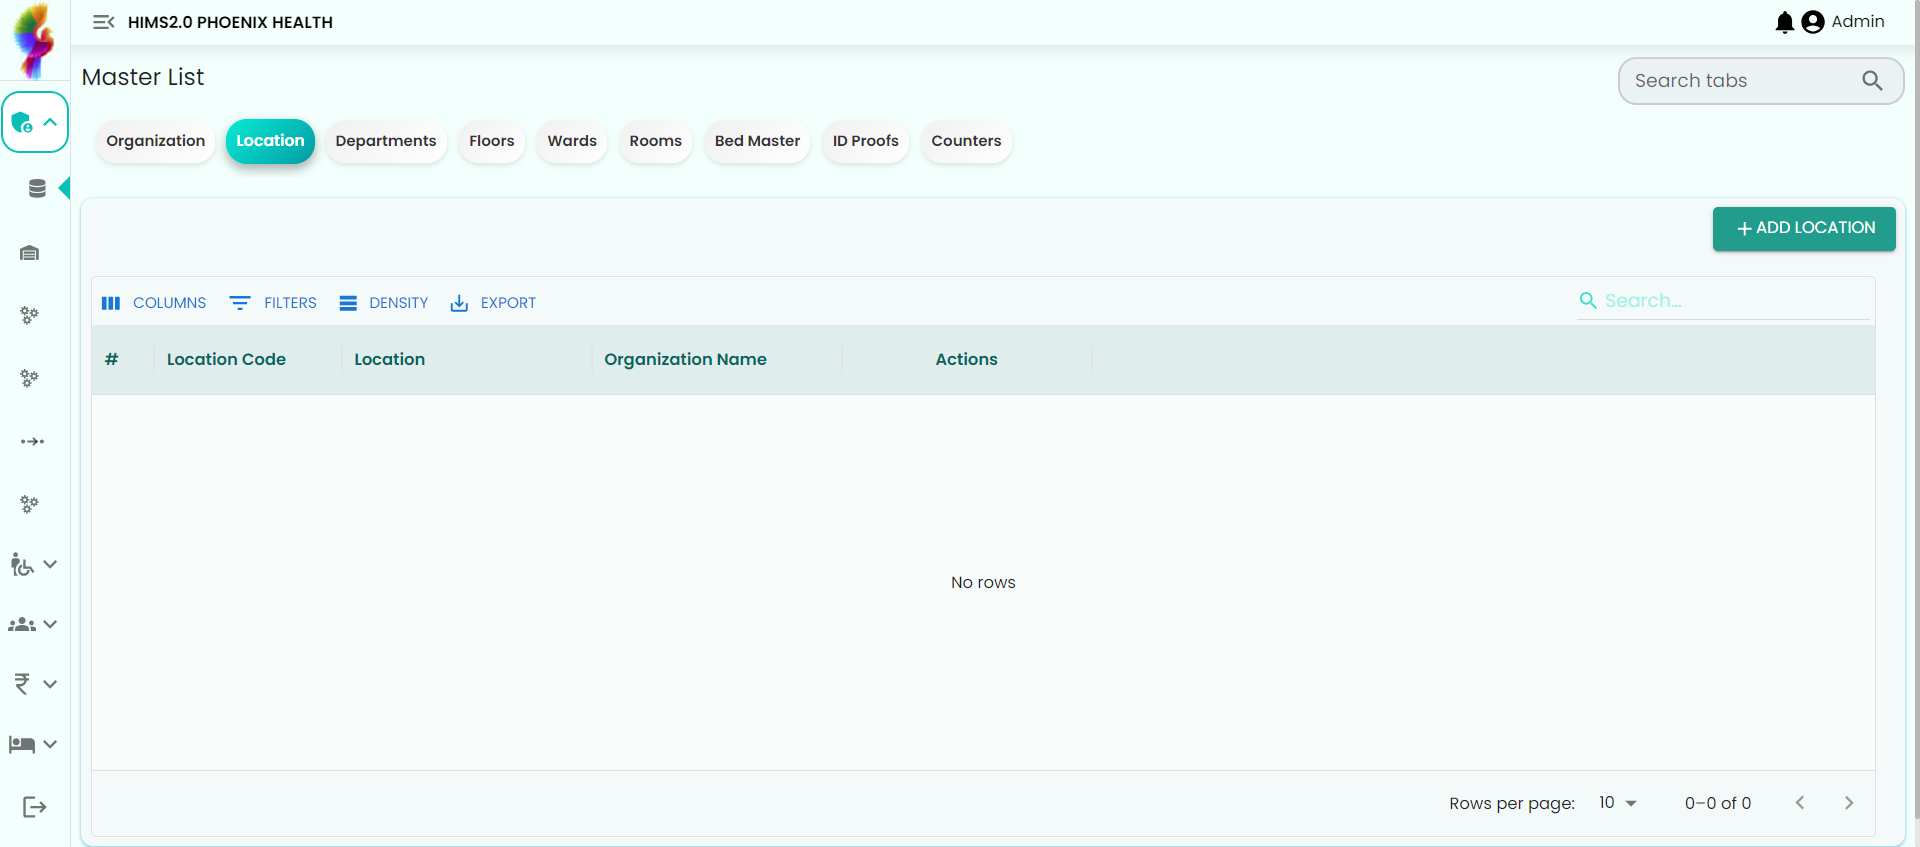 HIMS2.0 PHOENIX HEALTH
Admin
Master List
Search tabs
Organization
Location
Departments
Floors
Wards
Rooms
Bed Master
ID Proofs
Counters
ADD LOCATION
COLUMNS
FILTERS
DENSITY
EXPORT
Search...
# Location Code Location Organization Name Actions
No rows
Rows per page: 10 0–0 of 0